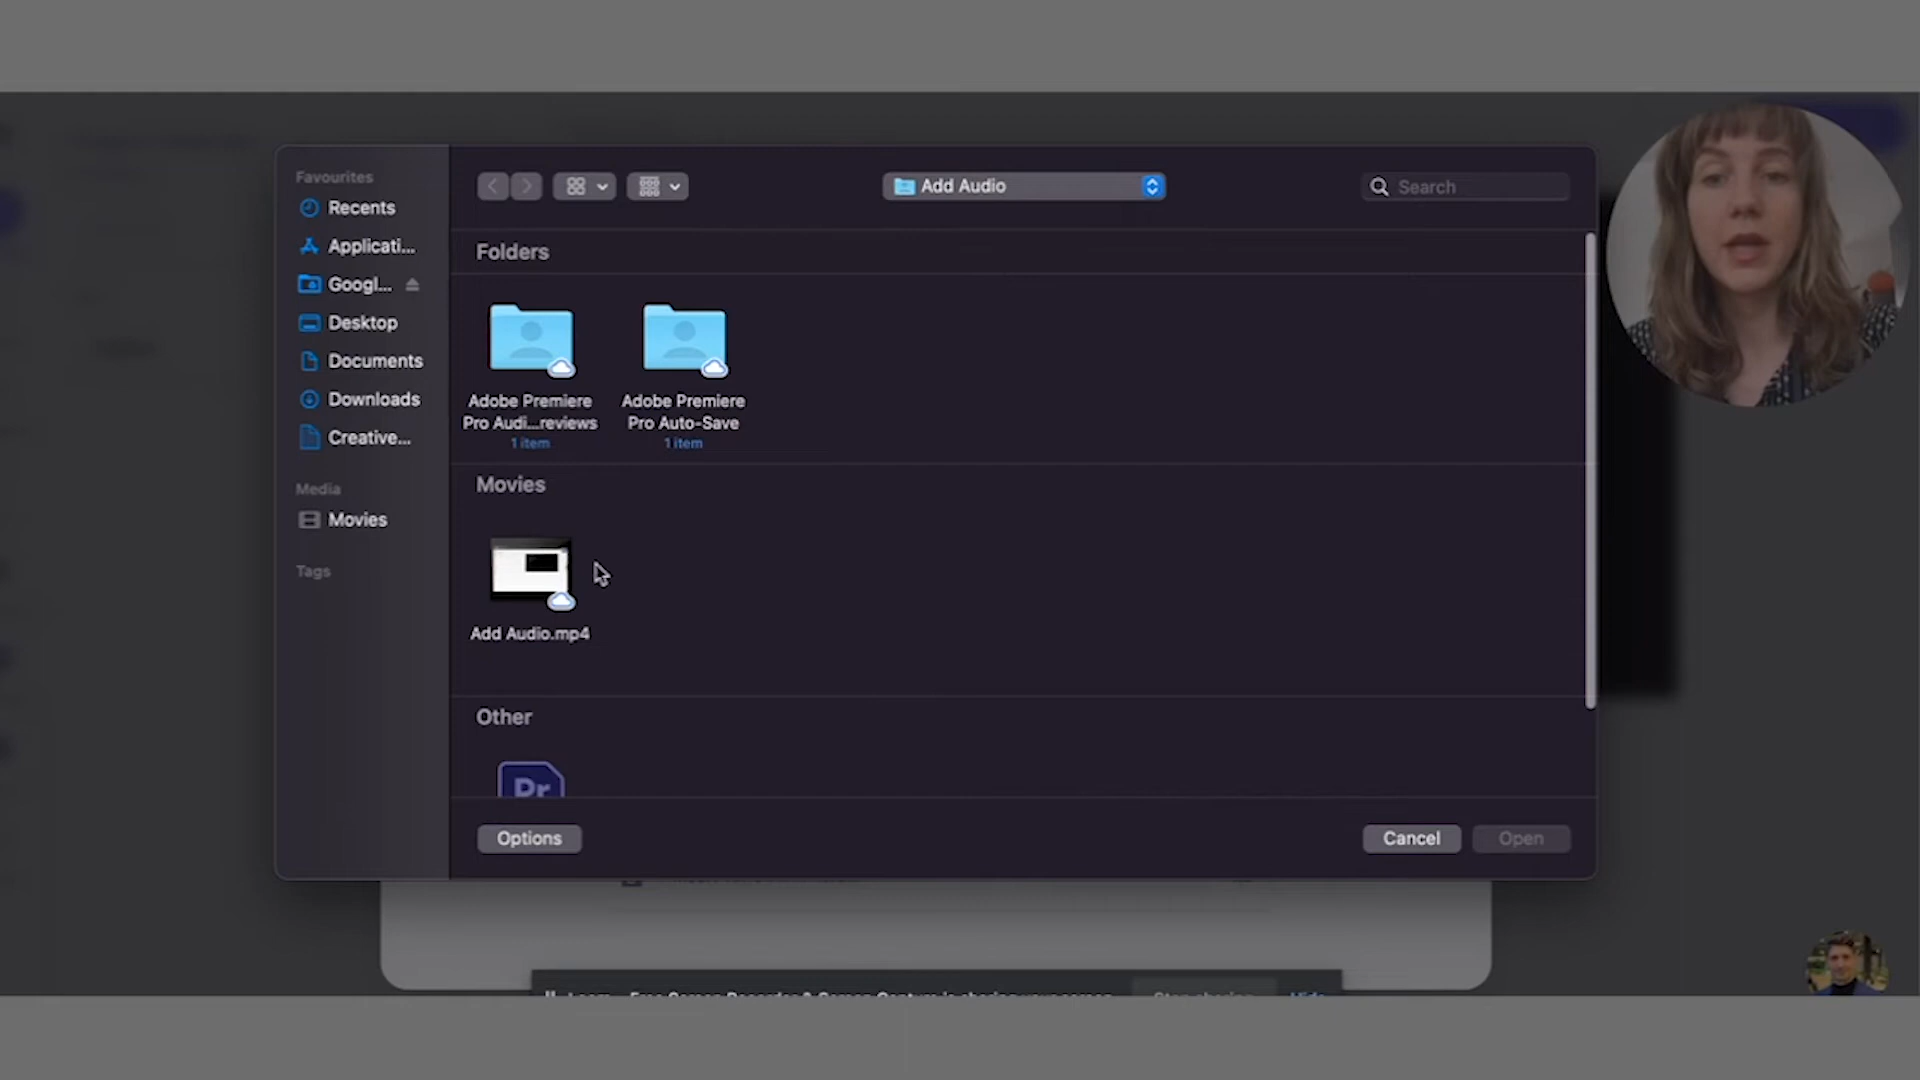 Favourites
Recents
Applicati...
Googl...
Desktop
Documents
Downloads
Creative...
Media
Movies
Tags
Add Audio
Search
Folders
Adobe Premiere
Pro Audi...reviews
1 item
Adobe Premiere
Pro Auto-Save
1 item
Movies
Add Audio.mp4
Other
Pr
Options
Cancel
Open
Hide